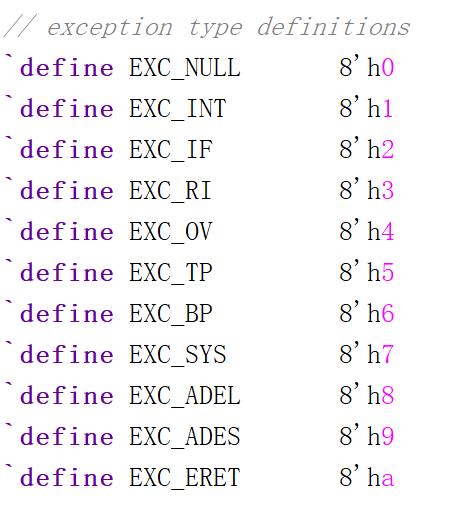 // exception type definitions
`define EXC_NULL 8'h0
`define EXC_INT 8'h1
`define EXC_IF 8'h2
`define EXC_RI 8'h3
`define EXC_OV 8'h4
`define EXC_TP 8'h5
`define EXC_BP 8'h6
`define EXC_SYS 8'h7
`define EXC_ADEL 8'h8
`define EXC_ADES 8'h9
`define EXC_ERET 8'ha